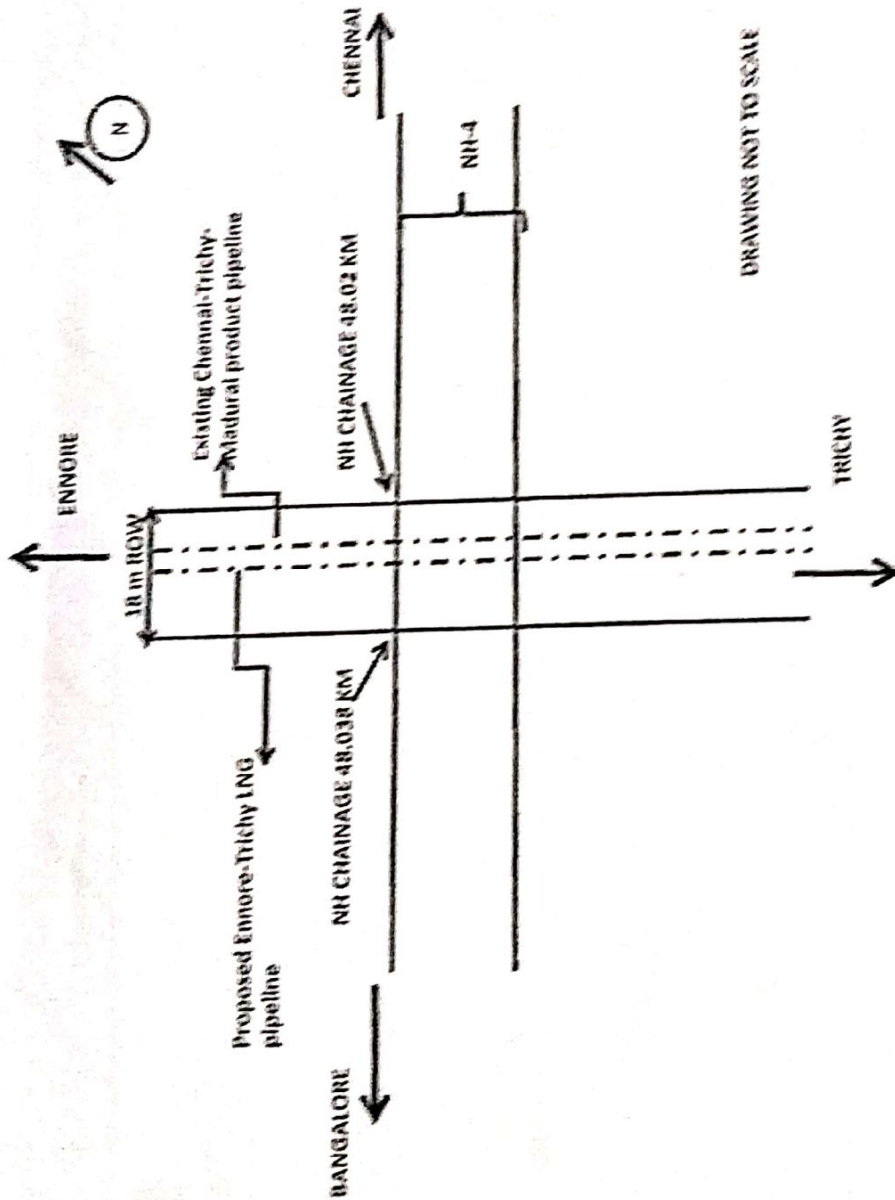 ENNORE
N
18 m ROW
Existing Chennai-Trichy-
Madurai product pipeline
Proposed Ennore-Trichy LNG
pipeline
NH CHAINAGE 48.038 KM
NH CHAINAGE 48.02 KM
BANGALORE
CHENNAI
NH-4
TRICHY
DRAWING NOT TO SCALE